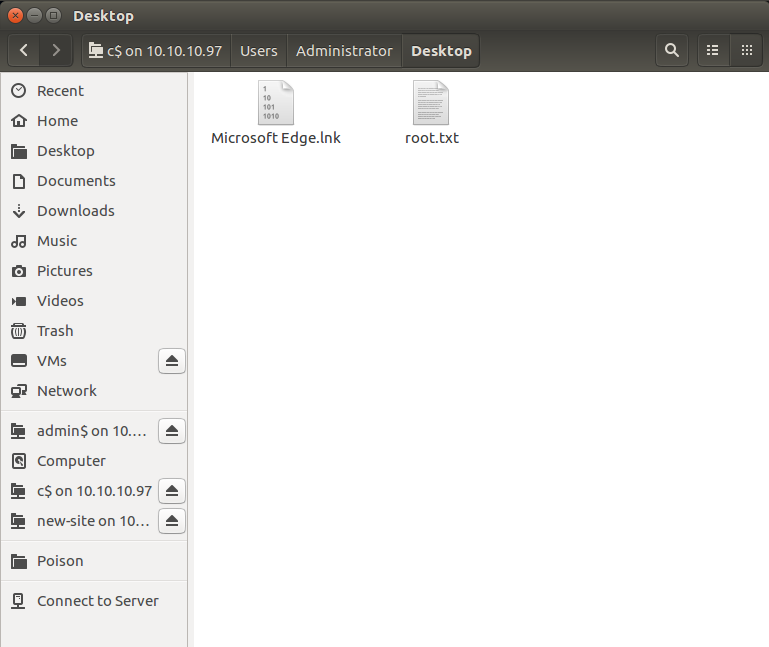 Desktop
c$ on 10.10.10.97 Users Administrator Desktop
Recent
Home
Desktop
Documents
Downloads
Music
Pictures
Videos
Trash
VMs
Network
admin$ on 10....
Computer
c$ on 10.10.10.97
new-site on 10...
Poison
Connect to Server
1
10
101
1010
Microsoft Edge.lnk
root.txt